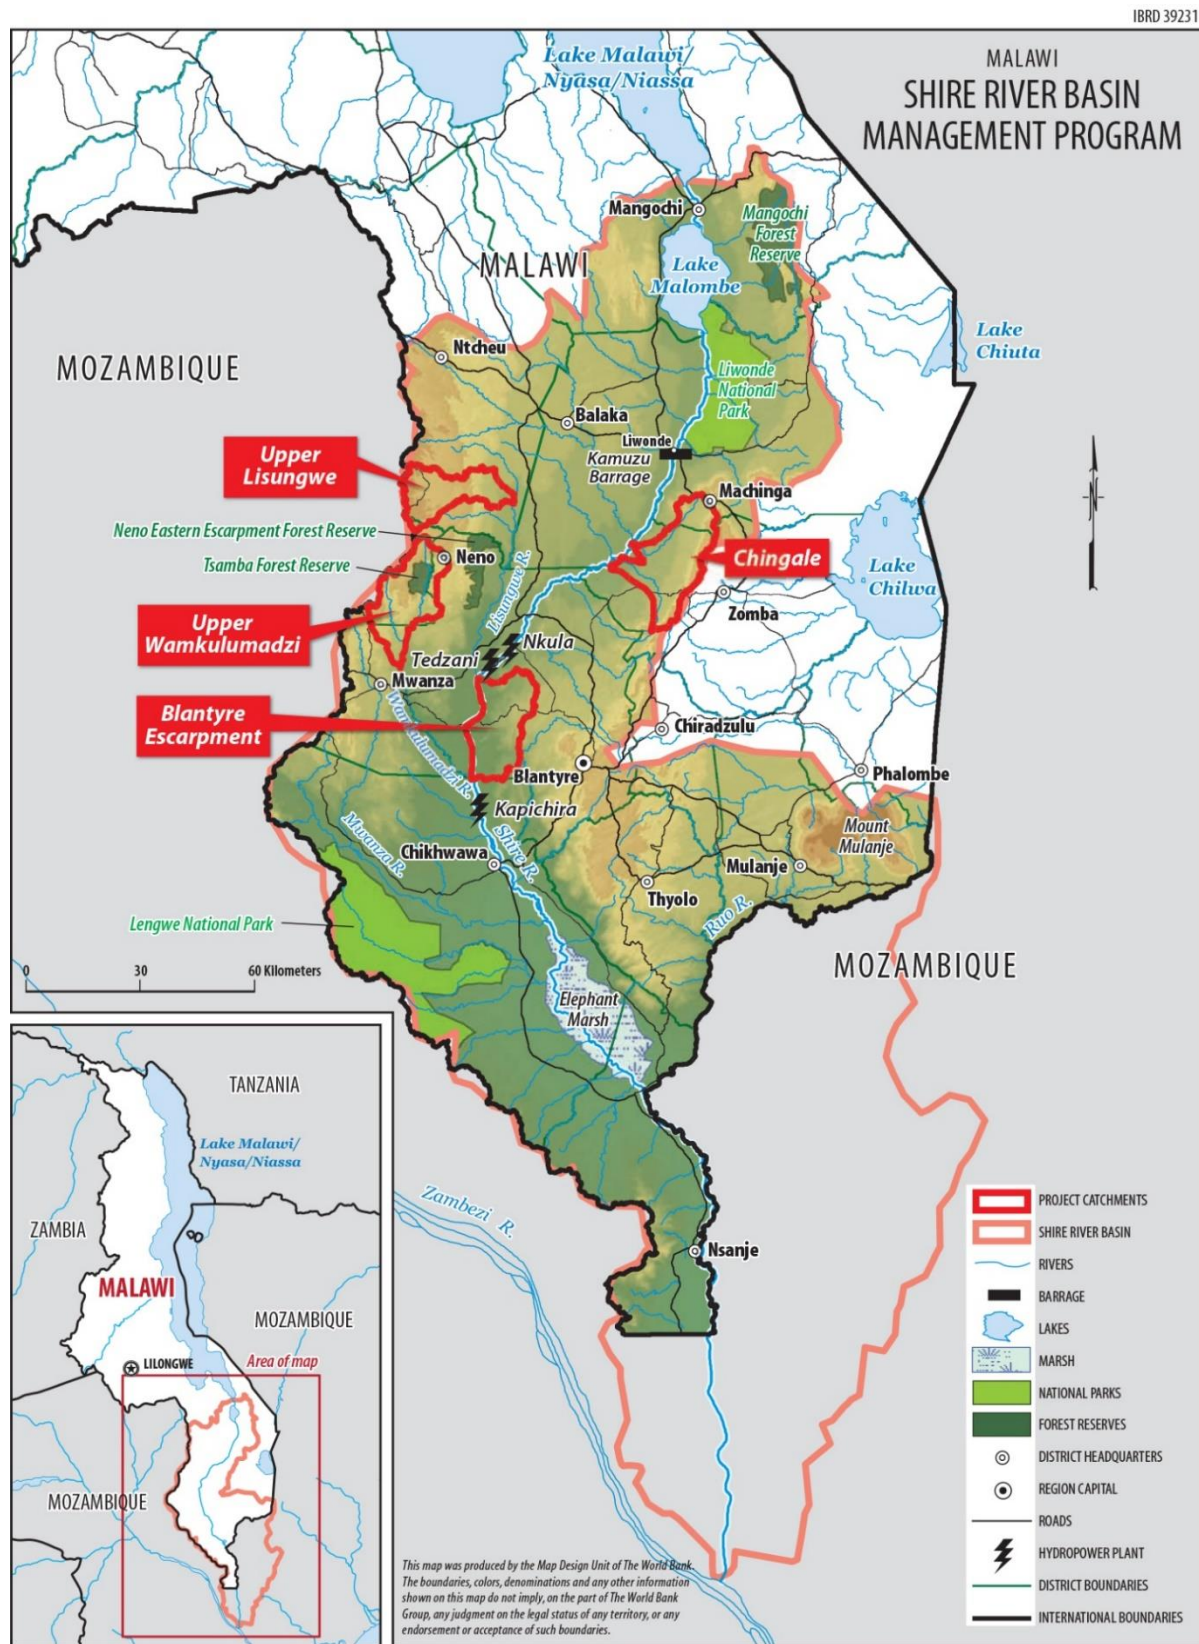 IBRD 39231
MALAWI
SHIRE RIVER BASIN
MANAGEMENT PROGRAM
Lake Malawi/
Nyasa/Niassa
Mangochi
Mangochi
Forest
Reserve
MALAWI
Lake
Malombe
Lake
Chiuta
MOZAMBIQUE
Ntcheu
Liwonde
National
Park
Balaka
Liwonde
Kamuzu
Barrage
Upper
Lisungwe
Machinga
Neno Eastern Escarpment Forest Reserve
Tsamba Forest Reserve
Neno
Lisungwe R.
Chingale
Lake
Chilwa
Zomba
Upper
Wamkulumadzi
Nkula
Tedzani
Mwanza
Wamkulumadzi R.
Blantyre
Escarpment
Chiradzulu
Blantyre
Phalombe
Kapichira
Mount
Mulanje
Mwanza R.
Shire R.
Chikhwawa
Mulanje
Thyolo
Ruo R.
Lengwe National Park
MOZAMBIQUE
0 30 60 Kilometers
Elephant
Marsh
N
Zambezi R.
Nsanje
TANZANIA
Lake Malawi/
Nyasa/Niassa
ZAMBIA
MALAWI
MOZAMBIQUE
LILONGWE
Area of map
MOZAMBIQUE
PROJECT CATCHMENTS
SHIRE RIVER BASIN
RIVERS
BARRAGE
LAKES
MARSH
NATIONAL PARKS
FOREST RESERVES
DISTRICT HEADQUARTERS
REGION CAPITAL
ROADS
HYDROPOWER PLANT
DISTRICT BOUNDARIES
INTERNATIONAL BOUNDARIES
This map was produced by the Map Design Unit of The World Bank.
The boundaries, colors, denominations and any other information
shown on this map do not imply, on the part of The World Bank
Group, any judgment on the legal status of any territory, or any
endorsement or acceptance of such boundaries.